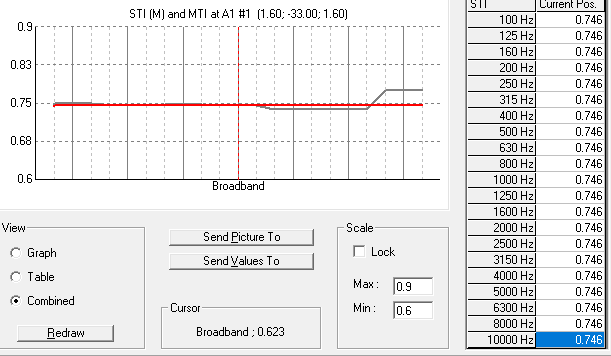 STI (M) and MTI at A1 #1 (1.60; -33.00; 1.60)
0.9
0.83
0.75
0.68
0.6
Broadband
View
Graph
Table
Combined
Redraw
Send Picture To
Send Values To
Cursor
Broadband ; 0.623
Scale
Lock
Max : 0.9
Min : 0.6
STI Current Pos.
100 Hz 0.746
125 Hz 0.746
160 Hz 0.746
200 Hz 0.746
250 Hz 0.746
315 Hz 0.746
400 Hz 0.746
500 Hz 0.746
630 Hz 0.746
800 Hz 0.746
1000 Hz 0.746
1250 Hz 0.746
1600 Hz 0.746
2000 Hz 0.746
2500 Hz 0.746
3150 Hz 0.746
4000 Hz 0.746
5000 Hz 0.746
6300 Hz 0.746
8000 Hz 0.746
10000 Hz 0.746